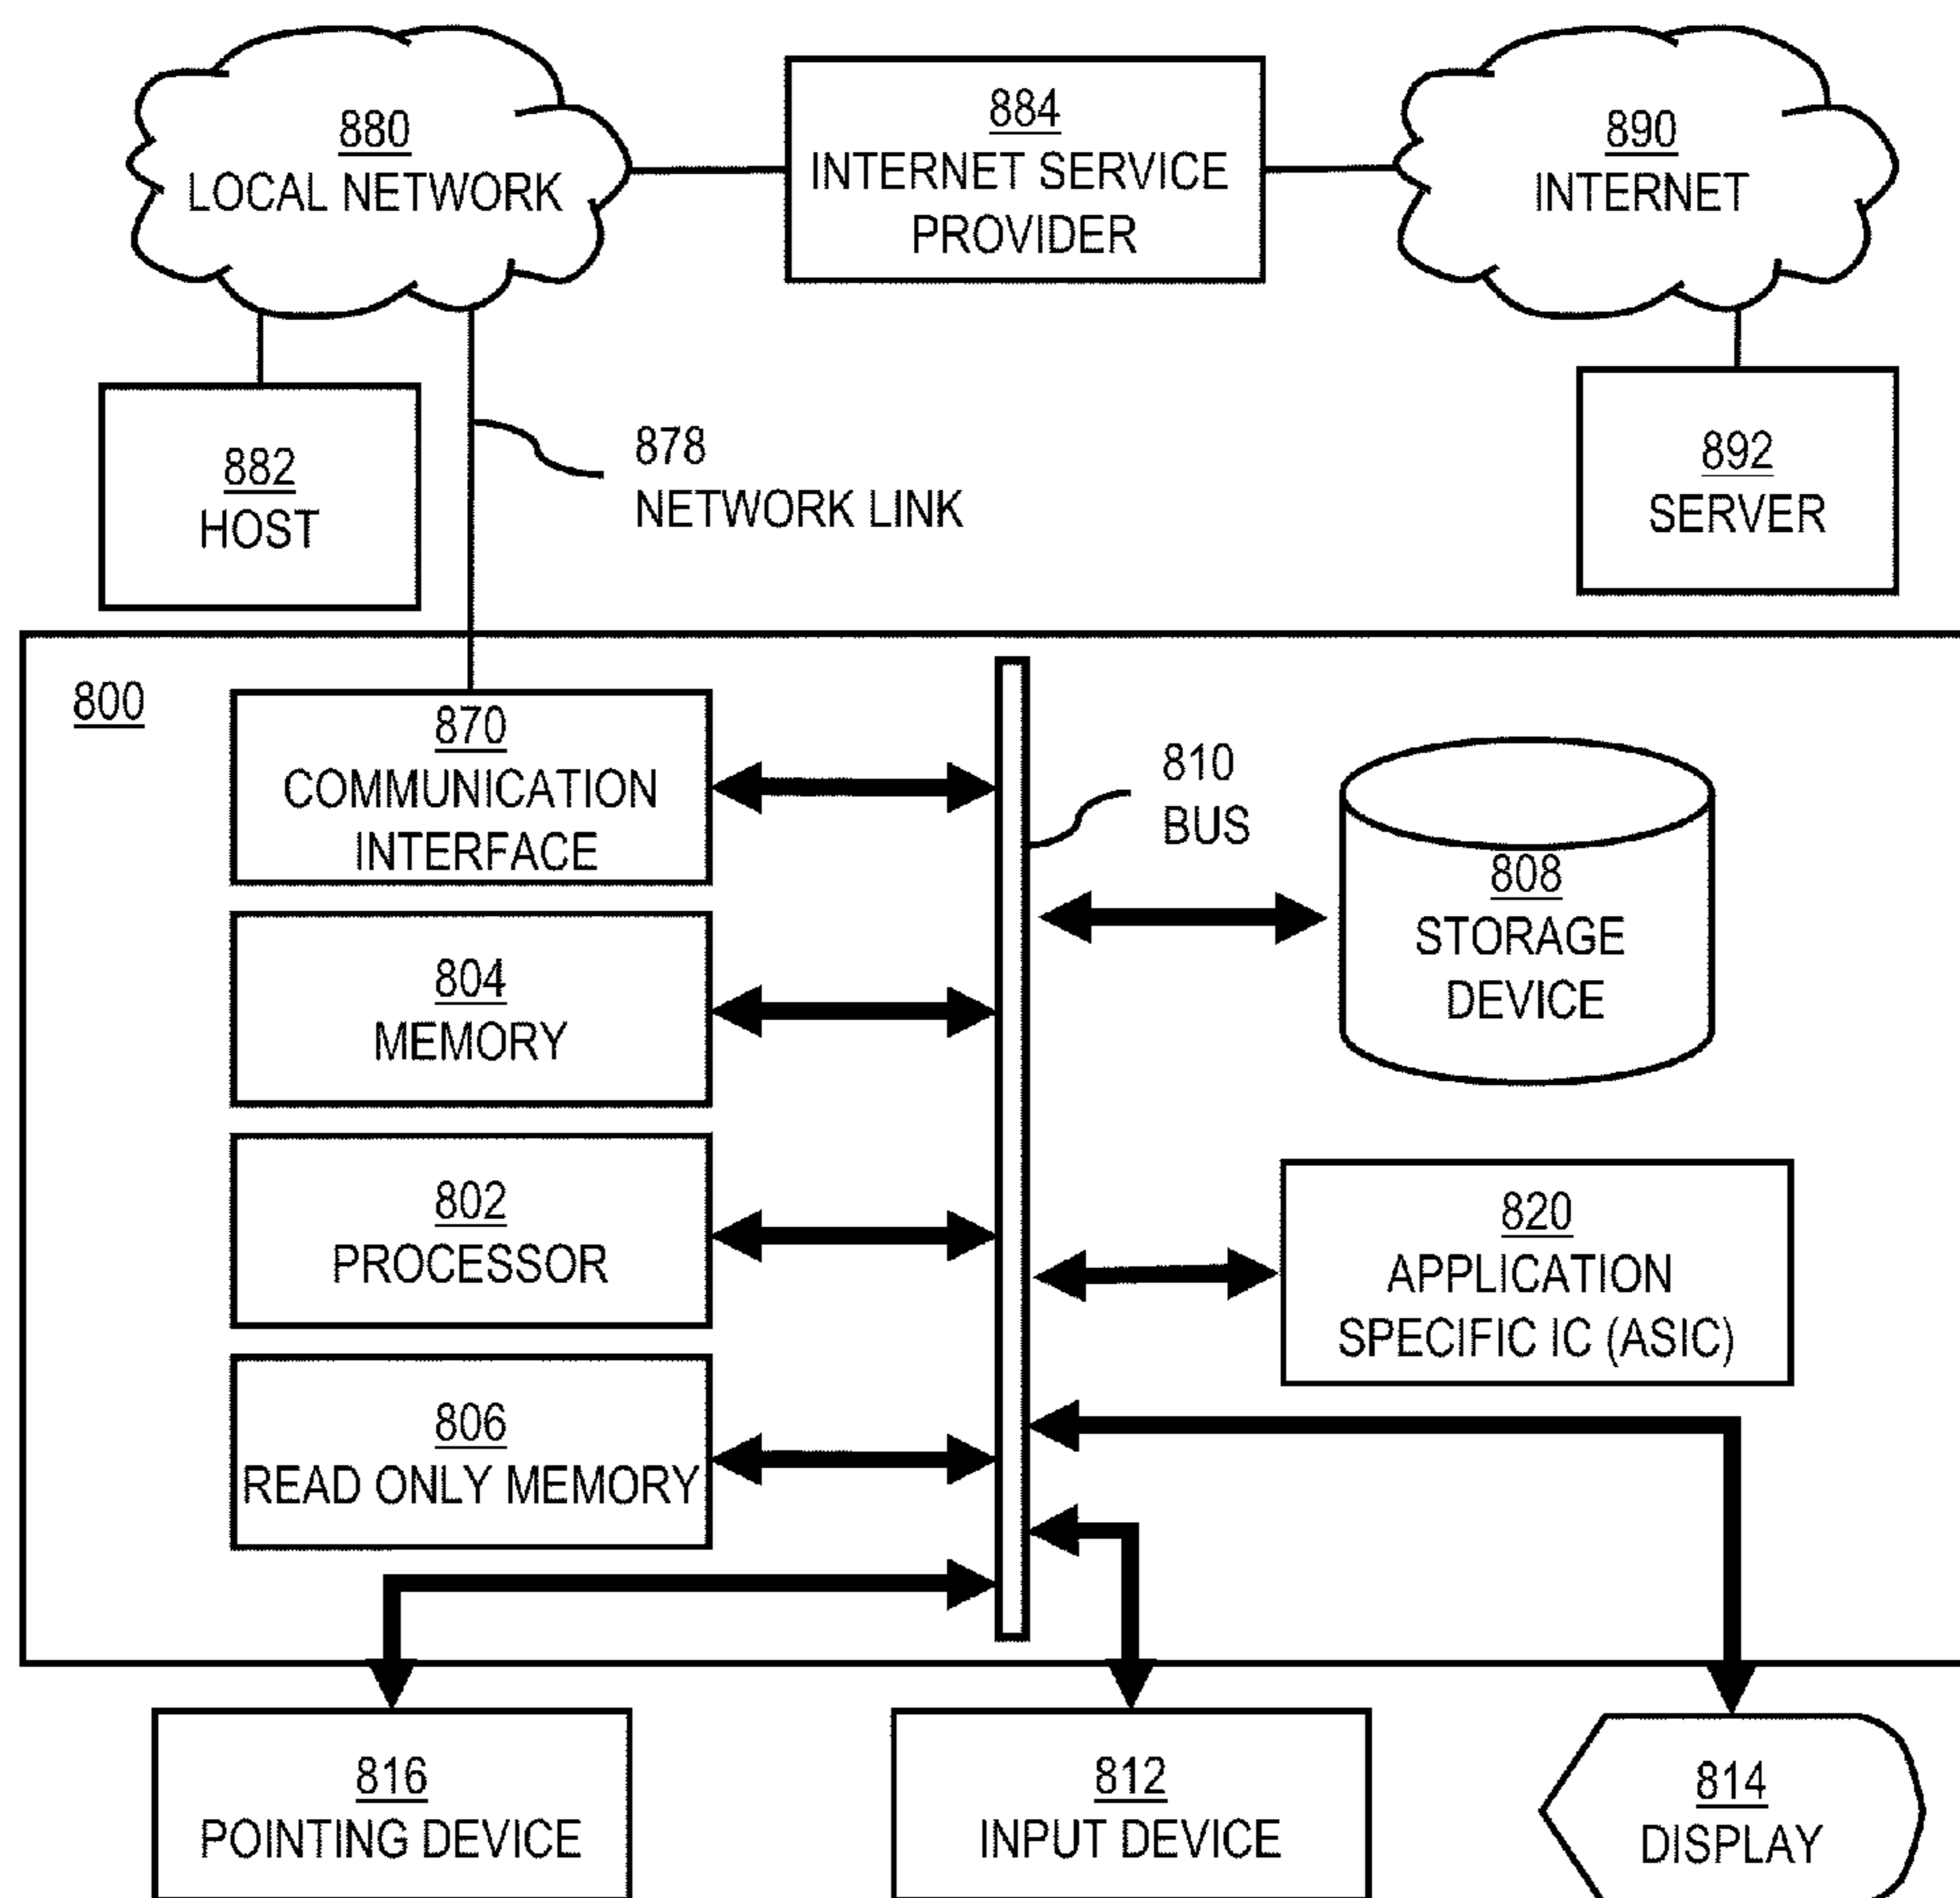 880
LOCAL NETWORK
884
INTERNET SERVICE
PROVIDER
890
INTERNET
882
HOST
878
NETWORK LINK
892
SERVER
800
870
COMMUNICATION
INTERFACE
810
BUS
808
STORAGE
DEVICE
804
MEMORY
802
PROCESSOR
820
APPLICATION
SPECIFIC IC (ASIC)
806
READ ONLY MEMORY
816
POINTING DEVICE
812
INPUT DEVICE
814
DISPLAY